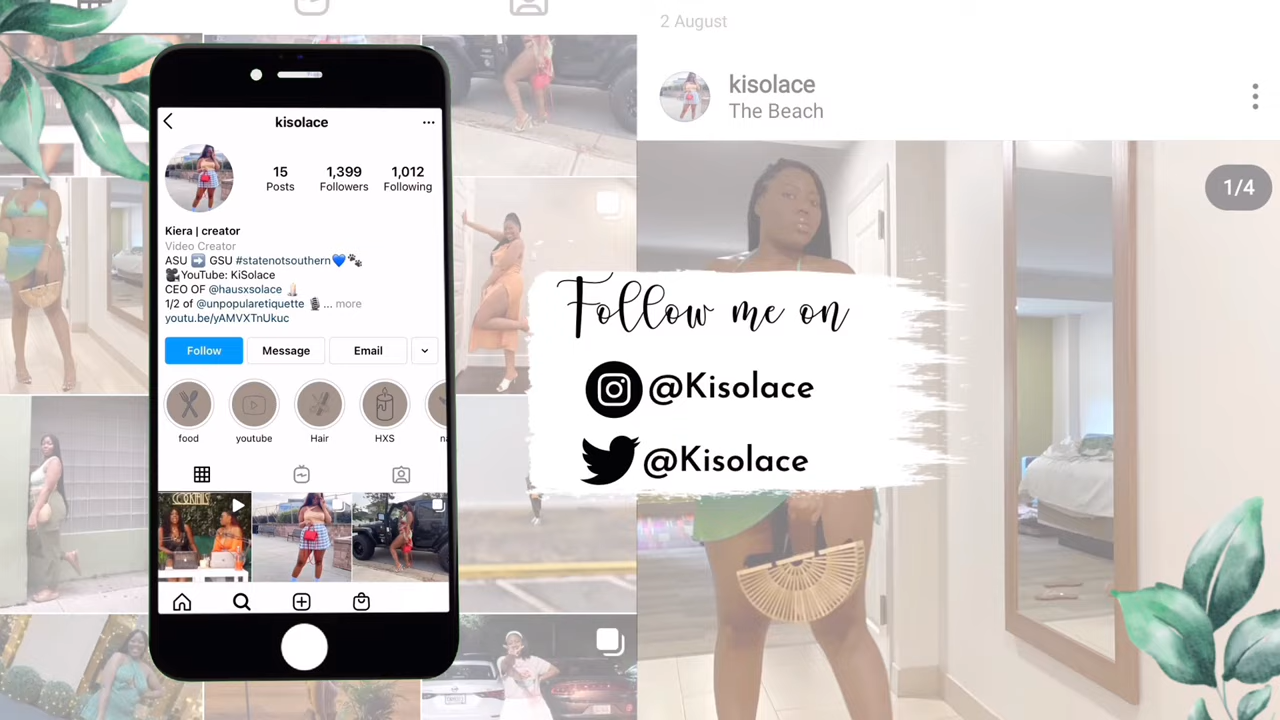 kisolace
15 1,399 1,012
Posts Followers Following
Kiera | creator
Video Creator
ASU ➡️ GSU #statenotsouthern💙🐾
🎥YouTube: KiSolace
CEO OF @hausxsolace 🕯️
1/2 of @unpopularetiquette 🎙️... more
youtu.be/yAMVXTnUkuc
Follow Message Email
food youtube Hair HXS na
COCKTAILS
2 August
kisolace
The Beach
1/4
Follow me on
@Kisolace
@Kisolace